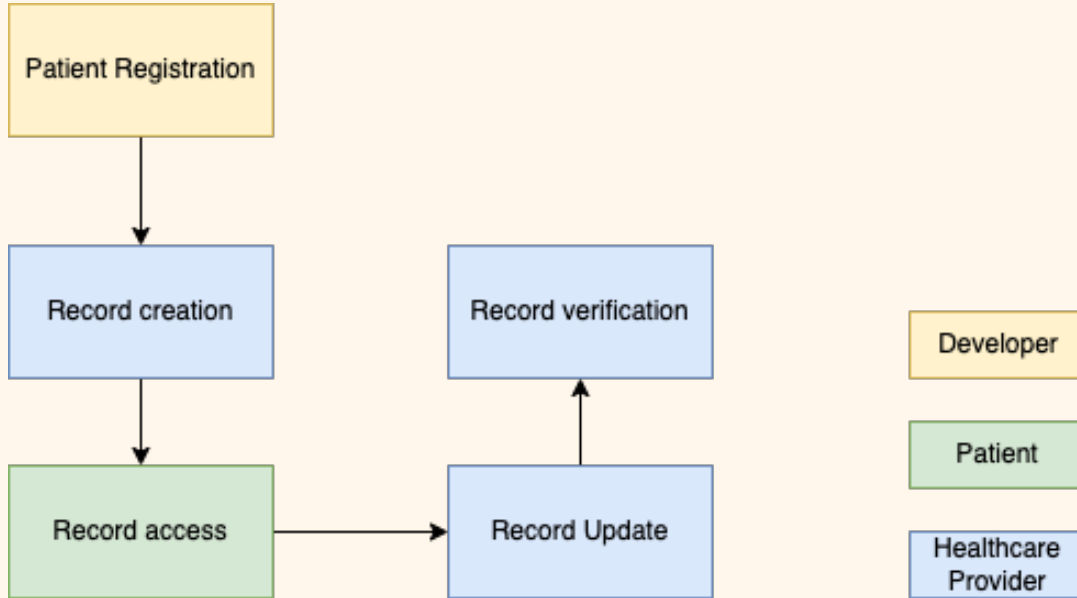 Patient Registration
Record creation
Record verification
Record access
Record Update
Developer
Patient
Healthcare
Provider